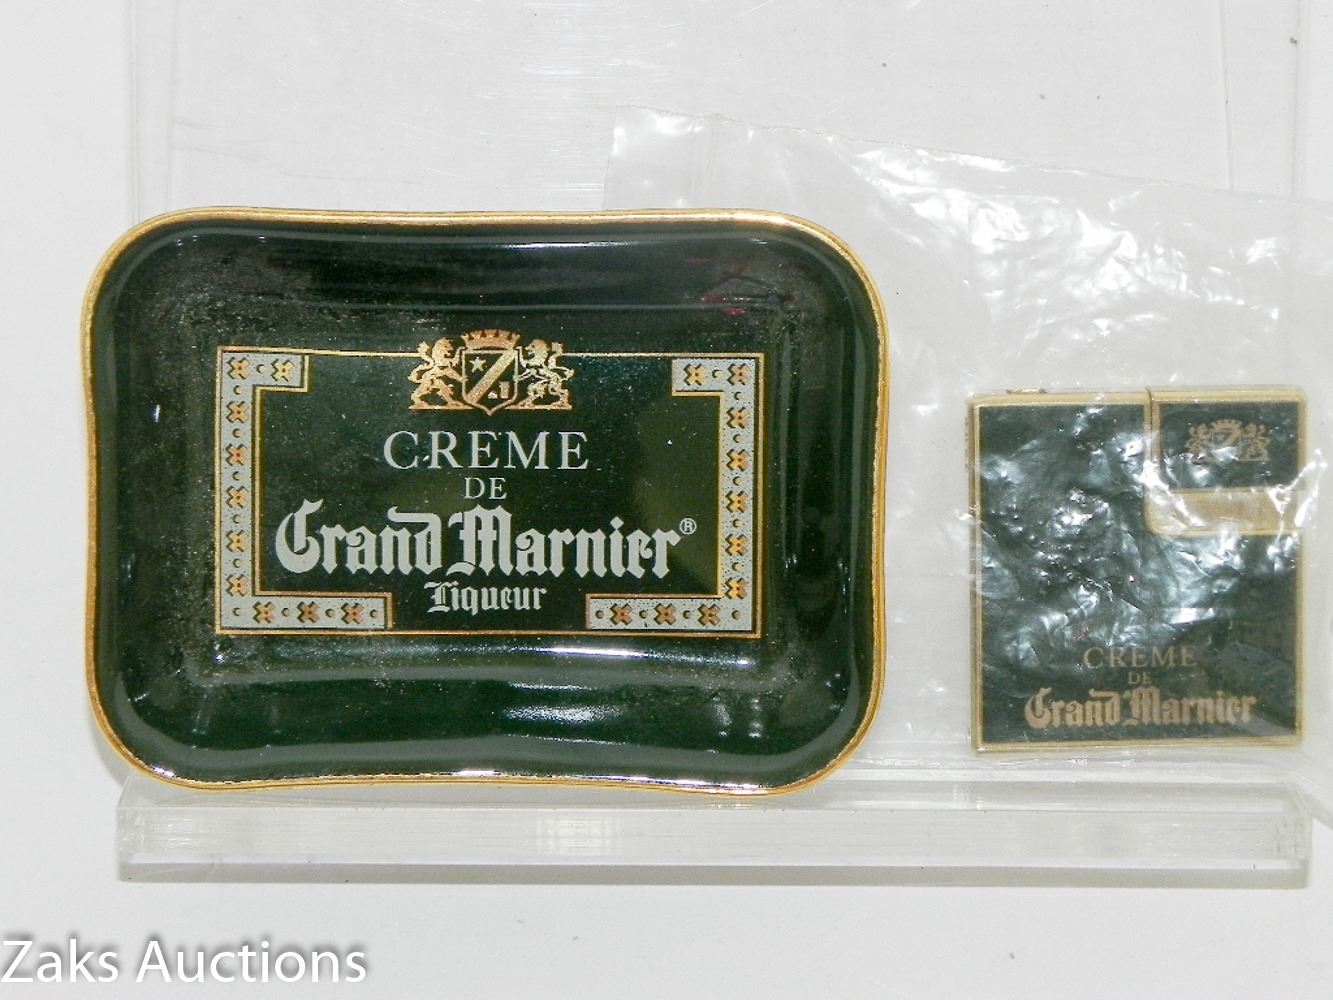 CREME
DE
Grand Marnier®
Liqueur
CREME
DE
Grand Marnier
Zaks Auctions